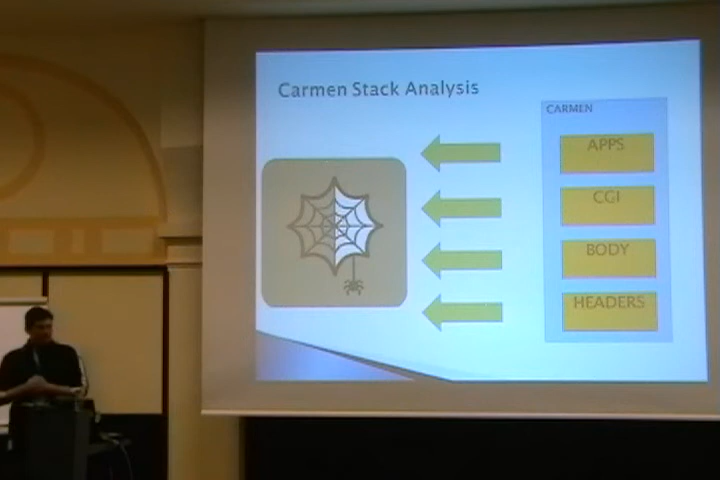 Carmen Stack Analysis
CARMEN
APPS
CGI
BODY
HEADERS